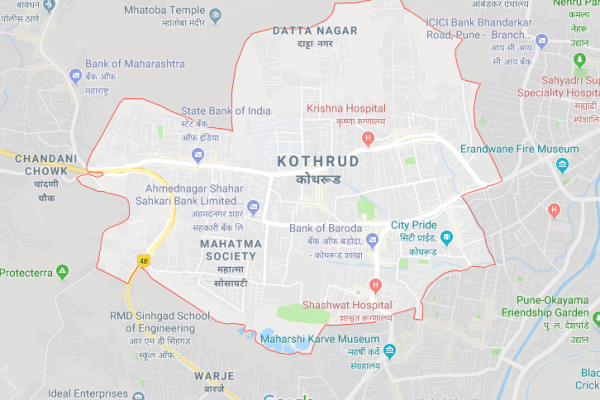 बावधन
पोलीस ठाणे
Mhatoba Temple
म्हातोबा मंदीर
DATTA NAGAR
दाट्टा नगर
ICICI Bank Bhandarkar
Road, Pune - Branch...
आय सी आय
सी आय बैंक
Nehru Par
कमला
नेहरू
उद्यान
Bank of Maharashtra
बँक ऑफ
महाराष्ट्र
State Bank of India
स्टेट बैंक
ऑफ इंडिया
Krishna Hospital
कृष्णा रूग्णालय
Sahyadri Sup
Speciality Hospital
सह्याद्री
स्पेशालि
CHANDANI
CHOWK
चांदणी
चौक
KOTHRUD
कोथरूड
Erandwane Fire Museum
Ahmednagar Shahar
Sahkari Bank Limited...
अहमदनगर शहर
सहकारी बँक लि
Bank of Baroda
बैंक ऑफ बड़ोदा,
- कोथरूड शाखा
City Pride
सिटी प्राईड,
कोथरूड
MAHATMA
SOCIETY
महात्मा
सोसायटी
48
Protecterra
Shashwat Hospital
शाश्वत रूग्णालय
Pune-Okayama
Friendship Garden
पु. ल. देशपांडे
उद्यान
RMD Sinhgad School
of Engineering
आर एम डी सिंहगड
स्कूल ऑफ...
Maharshi Karve Museum
महर्षी कर्वे
संग्रहालय
WARJE
वारजे
Ideal Enterprises
Google
Blac
Cric